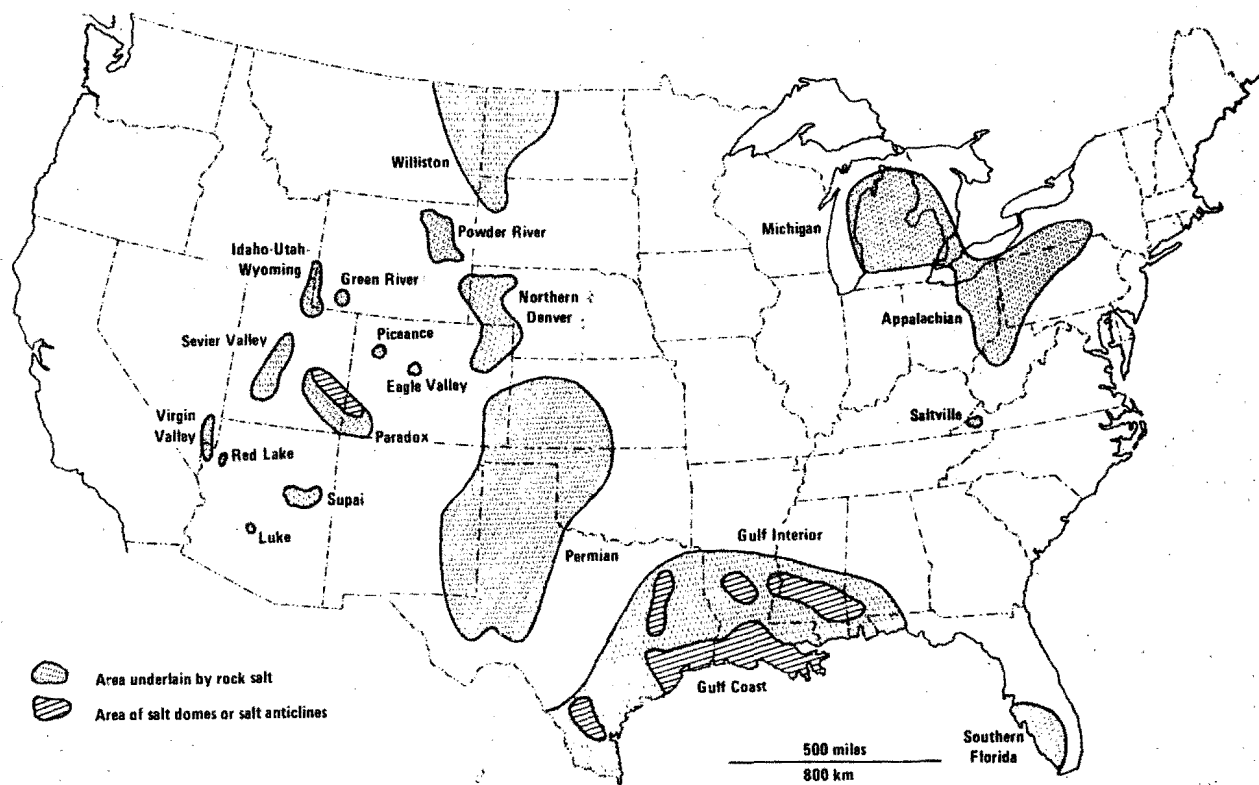 Williston
Powder River
Michigan
Idaho-Utah-
Wyoming
Green River
Northern
Denver
Appalachian
Sevier Valley
Piceance
Eagle Valley
Virgin
Valley
Paradox
Saltville
Red Lake
Supai
Luke
Permian
Gulf Interior
Area underlain by rock salt
Area of salt domes or salt anticlines
Gulf Coast
Southern
Florida
500 miles
800 km